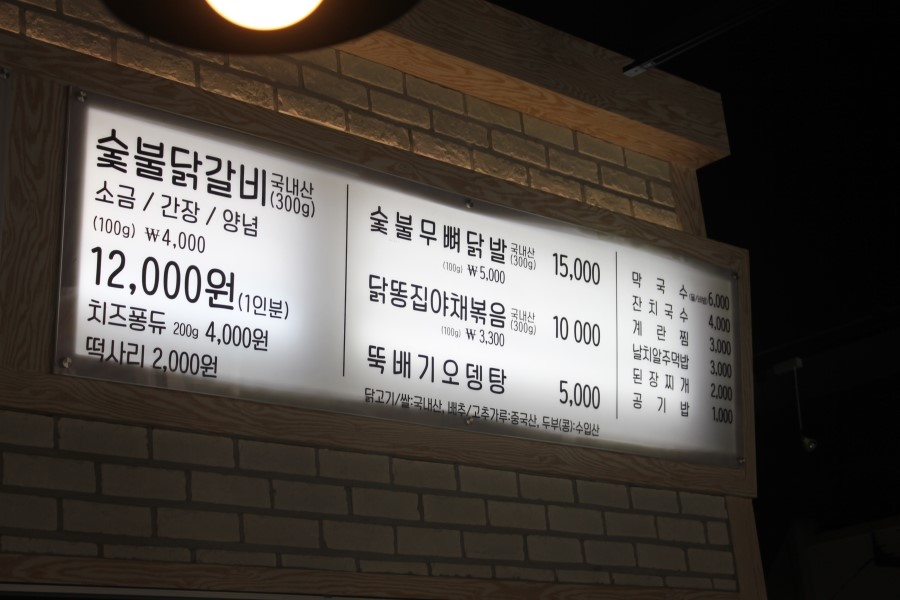 숯불닭갈비 국내산 (300g)
소금 / 간장 / 양념
(100g) ₩4,000
12,000원(1인분)
치즈퐁듀 200g 4,000원
떡사리 2,000원
숯불무뼈닭발 국내산 (300g) 15,000
(100g) ₩5,000
닭똥집야채볶음 국내산 (300g) 10 000
(100g) ₩3,300
뚝배기오뎅탕 5,000
닭고기/쌀:국내산, 배추/고추가루:중국산, 두부(콩):수입산
막국수 6,000
잔치국수 4,000
계란찜 3,000
날치알주먹밥 3,000
된장찌개 2,000
공기밥 1,000